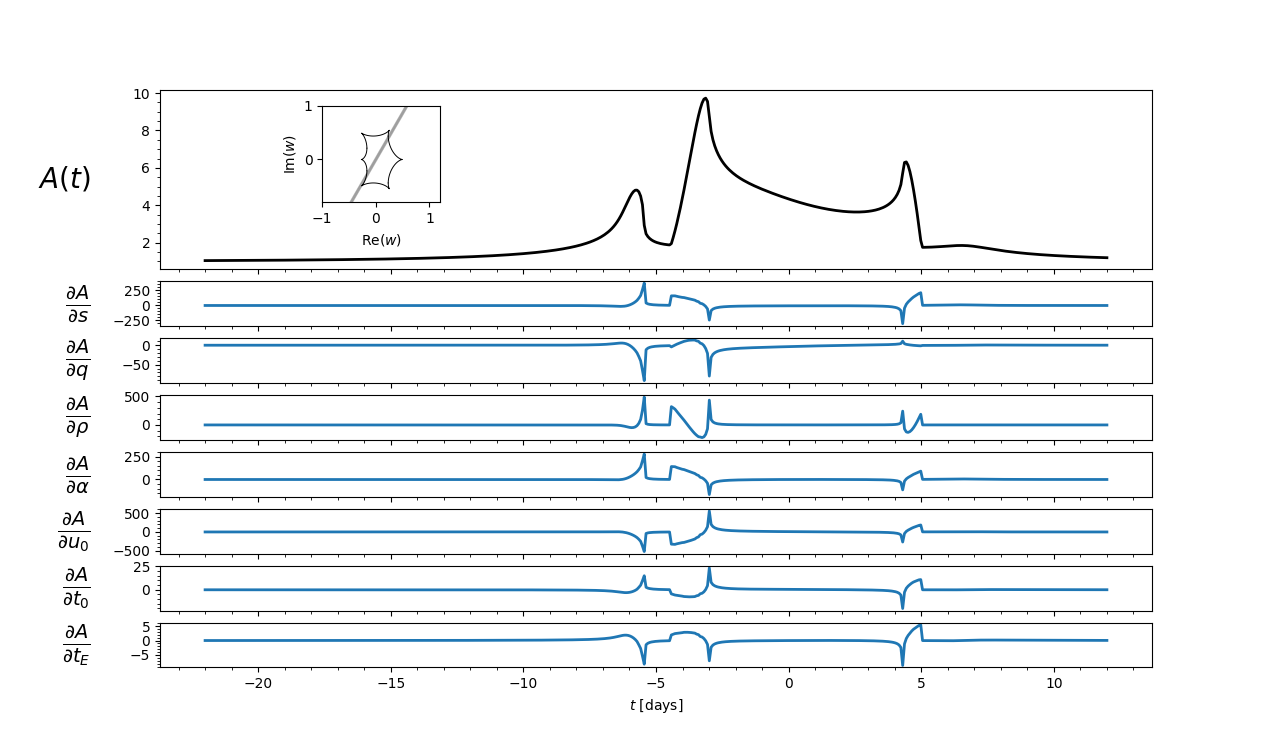 A(t)
10
8
6
4
2
Im(w)
1
0
−1 0 1
Re(w)
∂A/∂s
250
0
−250
∂A/∂q
0
−50
∂A/∂ρ
500
0
∂A/∂α
250
0
∂A/∂u₀
500
0
−500
∂A/∂t₀
25
0
∂A/∂t_E
5
0
−5
−20 −15 −10 −5 0 5 10
t [days]